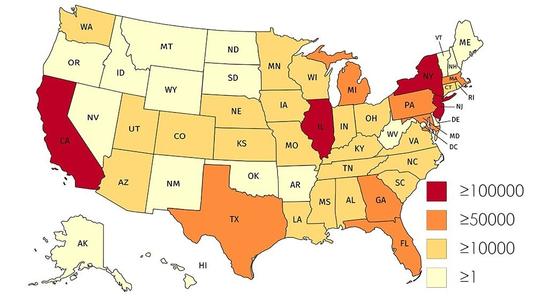 WA
MT
ND
MN
OR
ID
WY
SD
WI
MI
VT
ME
NH
NY
MA
CT
RI
NV
UT
CO
NE
IA
IL
IN
OH
PA
NJ
DE
MD
DC
CA
AZ
NM
KS
MO
KY
WV
VA
OK
AR
TN
NC
SC
TX
LA
MS
AL
GA
FL
AK
HI
≥100000
≥50000
≥10000
≥1